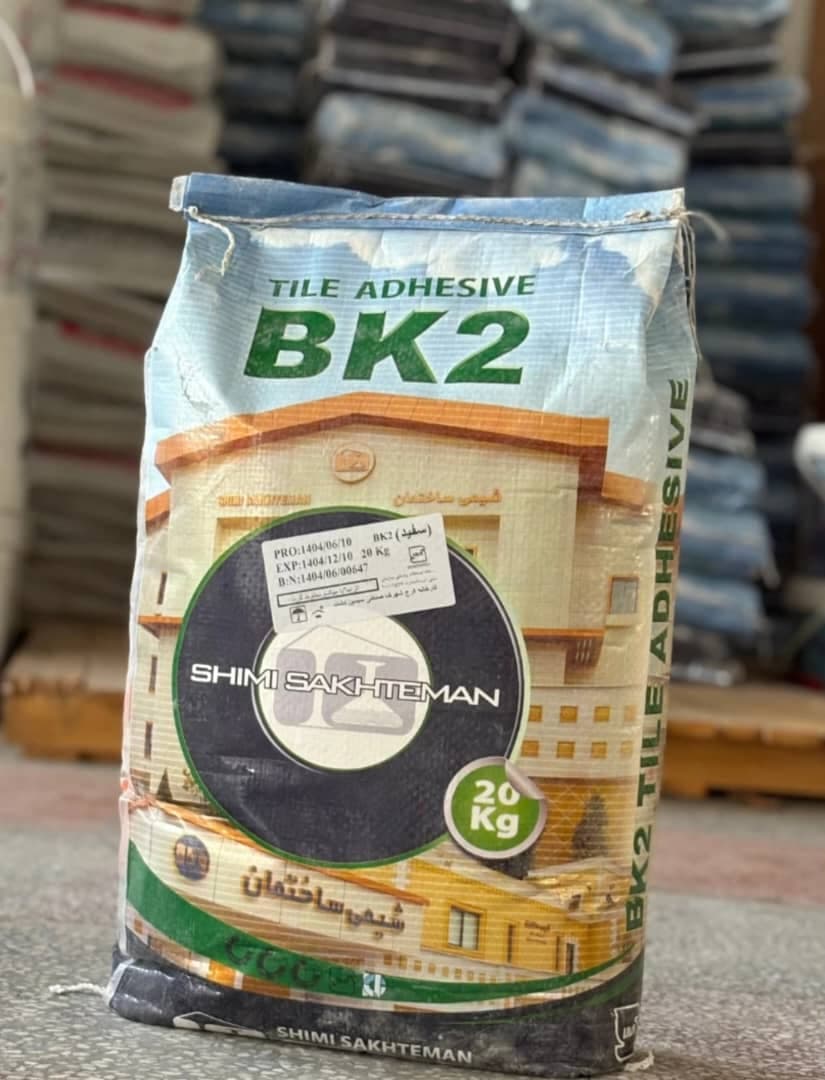 TILE ADHESIVE
BK2
SHIMI SAKHTEMAN
شیمی ساختمان
BK2 (سفید)
PRO:1404/06/10
EXP:1404/12/10 20 Kg
B:N:1404/06/00647
SHIMI SAKHTEMAN
20
Kg
شیمی ساختمان
SHIMI SAKHTEMAN
BK2 TILE ADHESIVE